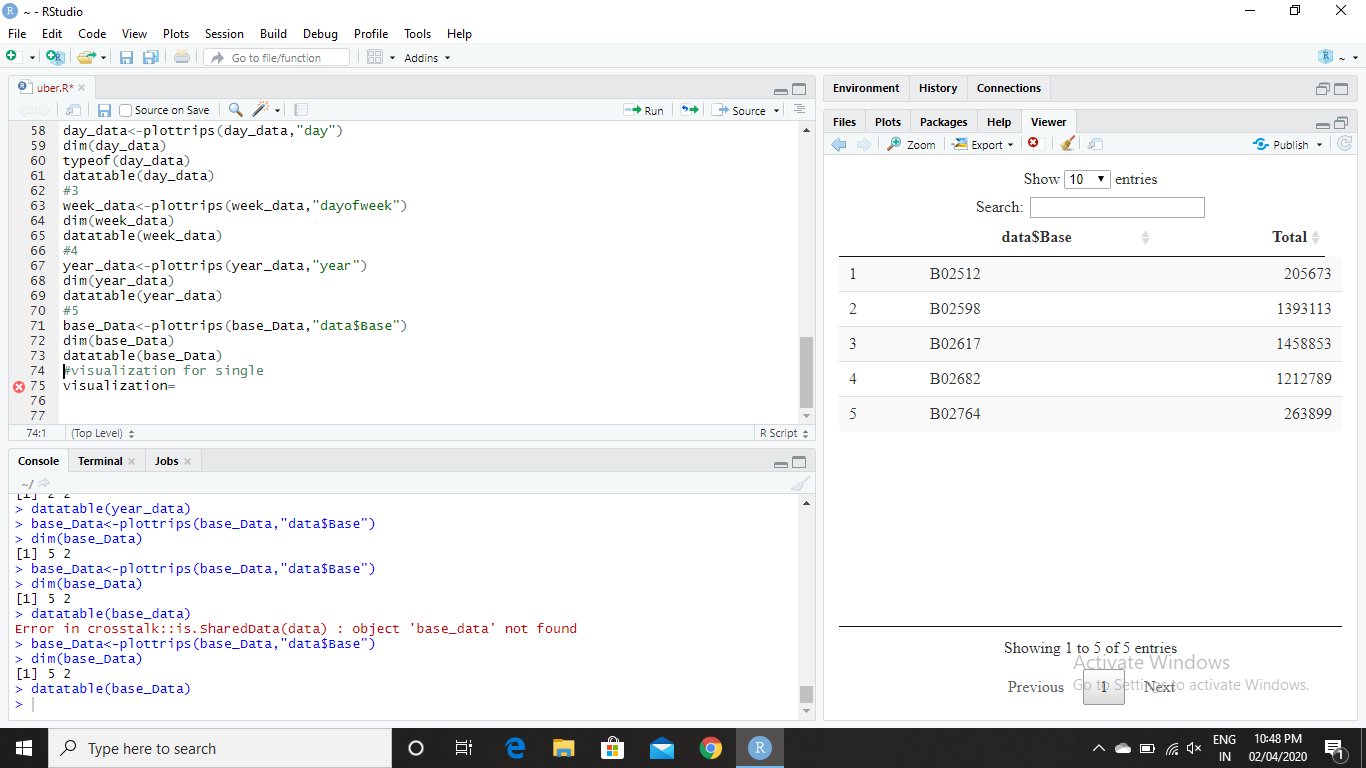 ~ - RStudio
File Edit Code View Plots Session Build Debug Profile Tools Help
Go to file/function Addins
uber.R*
Source on Save Run Source
58 day_data<-plottrips(day_data,"day")
59 dim(day_data)
60 typeof(day_data)
61 datatable(day_data)
62 #3
63 week_data<-plottrips(week_data,"dayofweek")
64 dim(week_data)
65 datatable(week_data)
66 #4
67 year_data<-plottrips(year_data,"year")
68 dim(year_data)
69 datatable(year_data)
70 #5
71 base_Data<-plottrips(base_Data,"data$Base")
72 dim(base_Data)
73 datatable(base_Data)
74 #visualization for single
75 visualization=
76
77
74:1 (Top Level) R Script
Console Terminal Jobs
~/
[1] 2 2
> datatable(year_data)
> base_Data<-plottrips(base_Data,"data$Base")
> dim(base_Data)
[1] 5 2
> base_Data<-plottrips(base_Data,"data$Base")
> dim(base_Data)
[1] 5 2
> datatable(base_data)
Error in crosstalk::is.SharedData(data) : object 'base_data' not found
> base_Data<-plottrips(base_Data,"data$Base")
> dim(base_Data)
[1] 5 2
> datatable(base_Data)
>
Environment History Connections
Files Plots Packages Help Viewer
Zoom Export Publish
Show 10 entries
Search:
data$Base Total
1 B02512 205673
2 B02598 1393113
3 B02617 1458853
4 B02682 1212789
5 B02764 263899
Showing 1 to 5 of 5 entries
Previous 1 Next
Activate Windows
Go to Settings to activate Windows.
Type here to search
ENG
IN
10:48 PM
02/04/2020
1